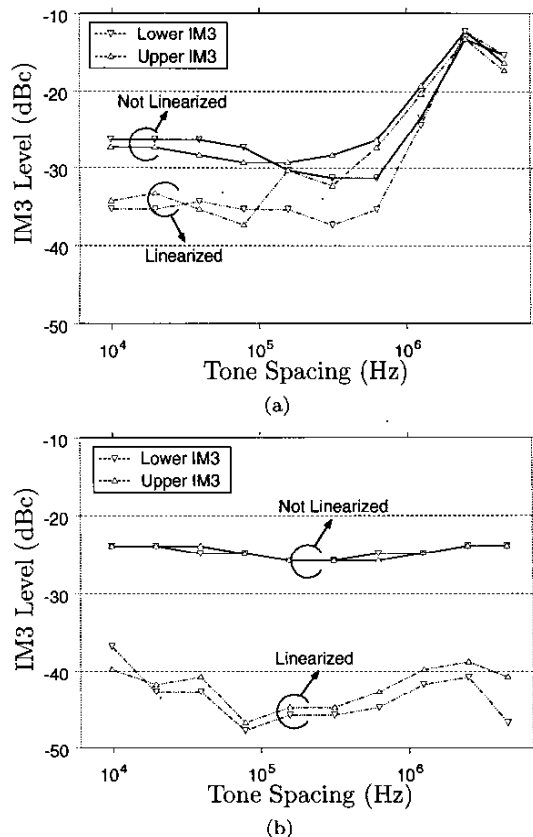 -10
Lower IM3
Upper IM3
-20
Not Linearized
-30
Linearized
-40
-50
IM3 Level (dBc)
10^4
10^5
10^6
Tone Spacing (Hz)
(a)
-10
Lower IM3
Upper IM3
Not Linearized
-20
-30
Linearized
-40
-50
IM3 Level (dBc)
10^4
10^5
10^6
Tone Spacing (Hz)
(b)